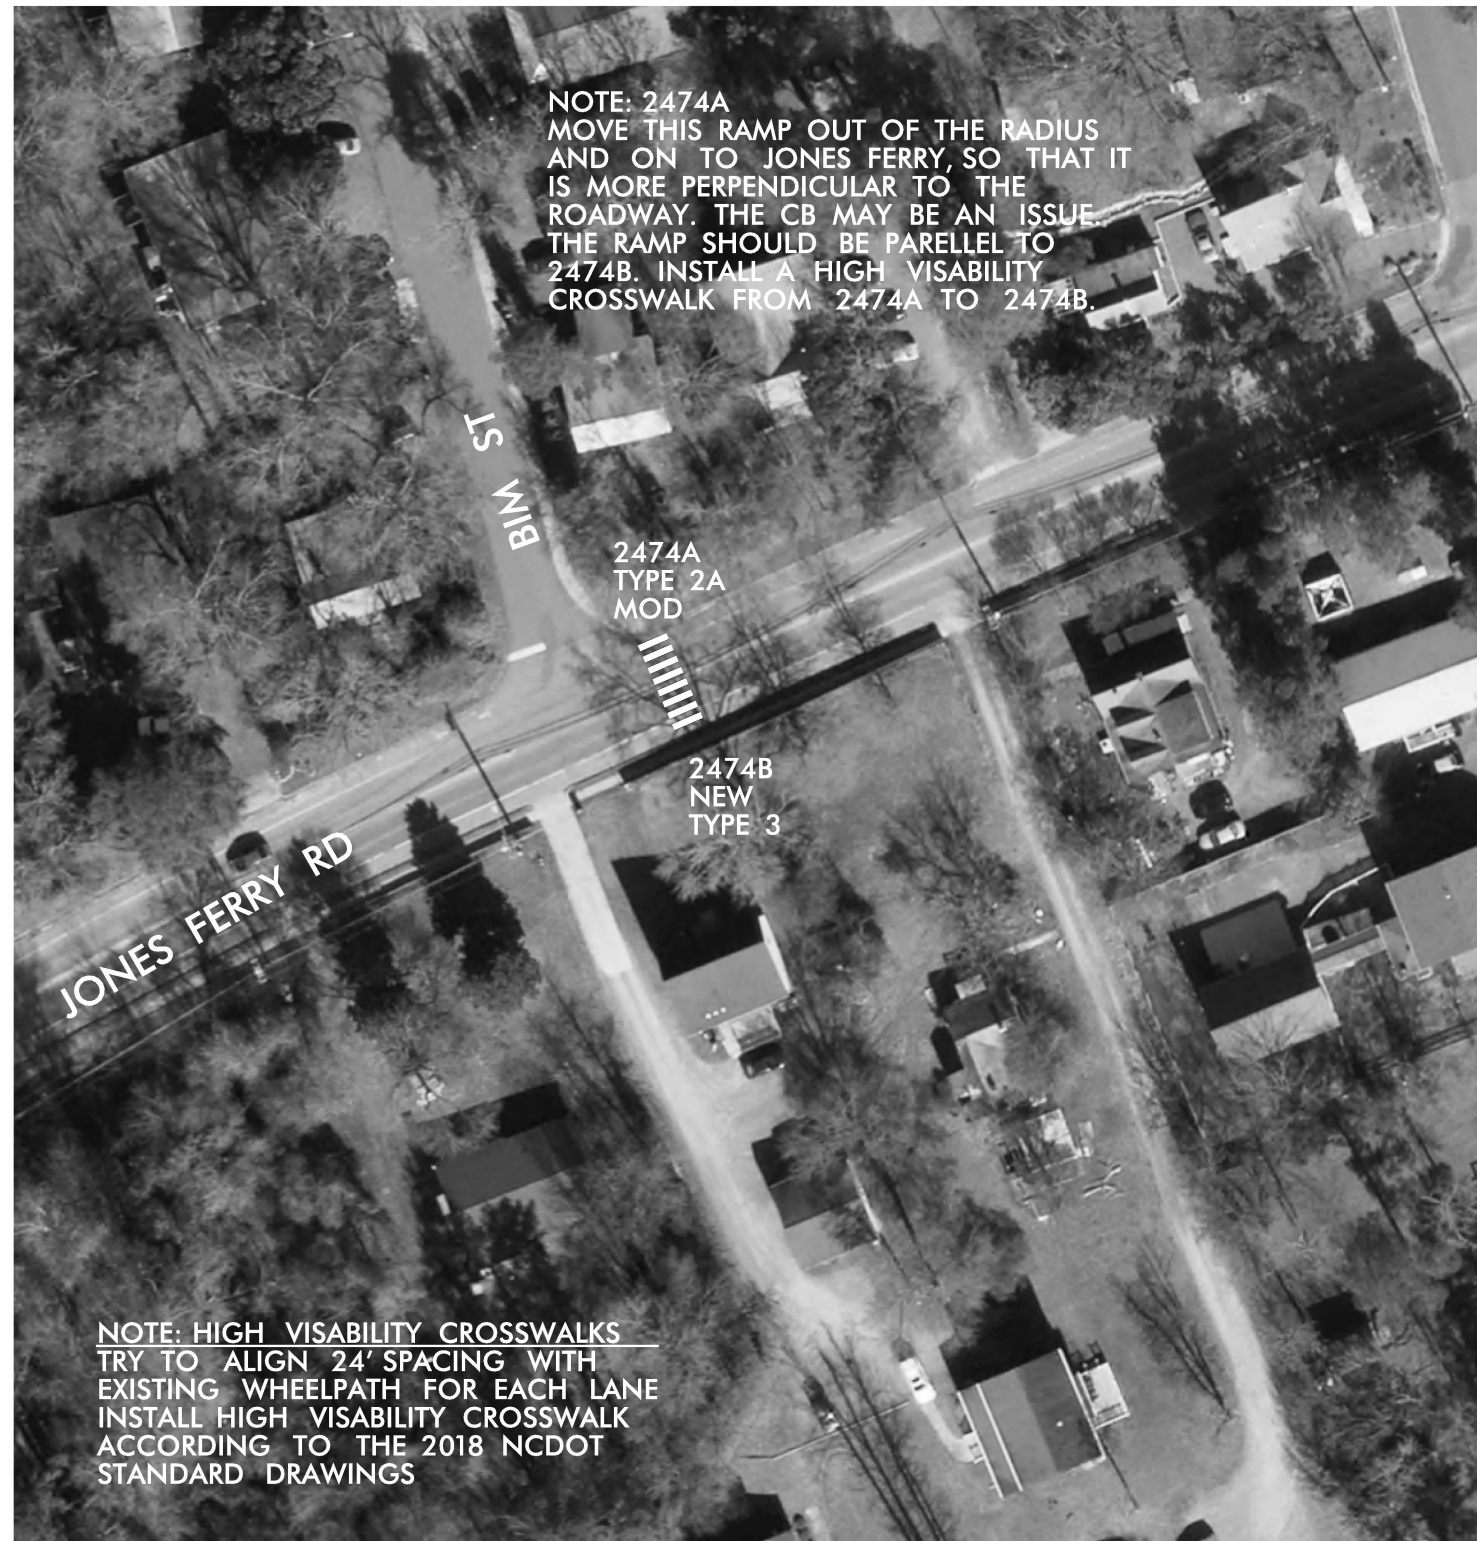 NOTE: 2474A
MOVE THIS RAMP OUT OF THE RADIUS
AND ON TO JONES FERRY, SO THAT IT
IS MORE PERPENDICULAR TO THE
ROADWAY. THE CB MAY BE AN ISSUE.
THE RAMP SHOULD BE PARELLEL TO
2474B. INSTALL A HIGH VISABILITY
CROSSWALK FROM 2474A TO 2474B.
BIM ST
2474A
TYPE 2A
MOD
2474B
NEW
TYPE 3
JONES FERRY RD
NOTE: HIGH VISABILITY CROSSWALKS
TRY TO ALIGN 24' SPACING WITH
EXISTING WHEELPATH FOR EACH LANE
INSTALL HIGH VISABILITY CROSSWALK
ACCORDING TO THE 2018 NCDOT
STANDARD DRAWINGS